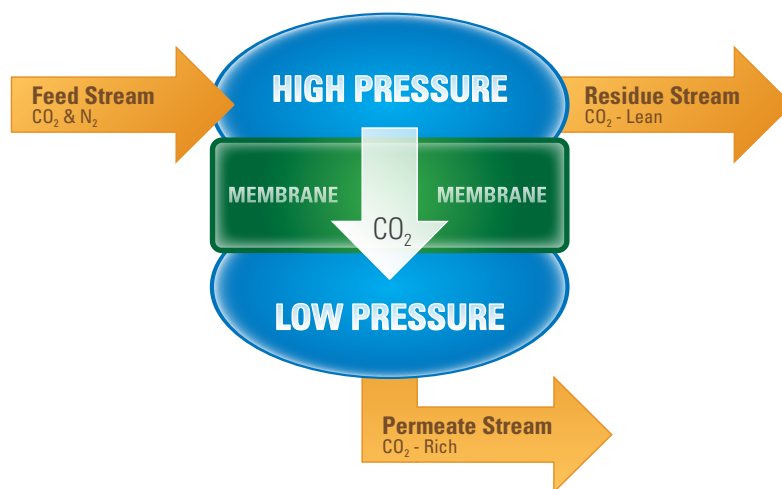 HIGH PRESSURE
Feed Stream
CO₂ & N₂
Residue Stream
CO₂ - Lean
MEMBRANE
MEMBRANE
CO₂
LOW PRESSURE
Permeate Stream
CO₂ - Rich